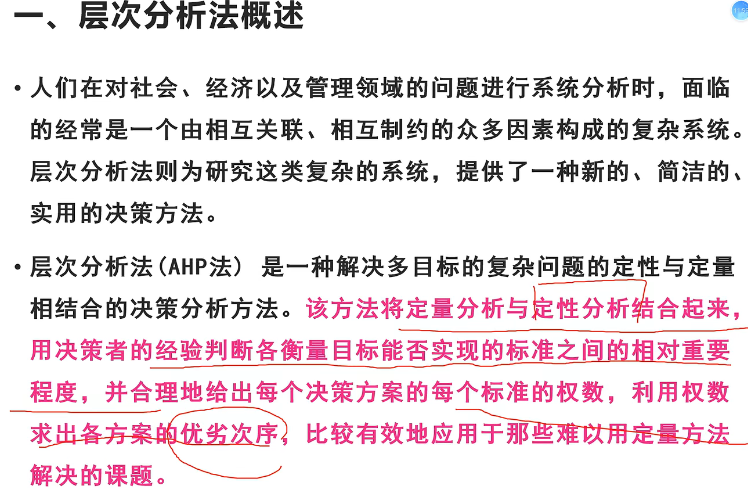 一、层次分析法概述
·人们在对社会、经济以及管理领域的问题进行系统分析时，面临
的经常是一个由相互关联、相互制约的众多因素构成的复杂系统。
层次分析法则为研究这类复杂的系统，提供了一种新的、简洁的、
实用的决策方法。
·层次分析法(AHP法) 是一种解决多目标的复杂问题的定性与定量
相结合的决策分析方法。该方法将定量分析与定性分析结合起来，
用决策者的经验判断各衡量目标能否实现的标准之间的相对重要
程度，并合理地给出每个决策方案的每个标准的权数，利用权数
求出各方案的优劣次序，比较有效地应用于那些难以用定量方法
解决的课题。